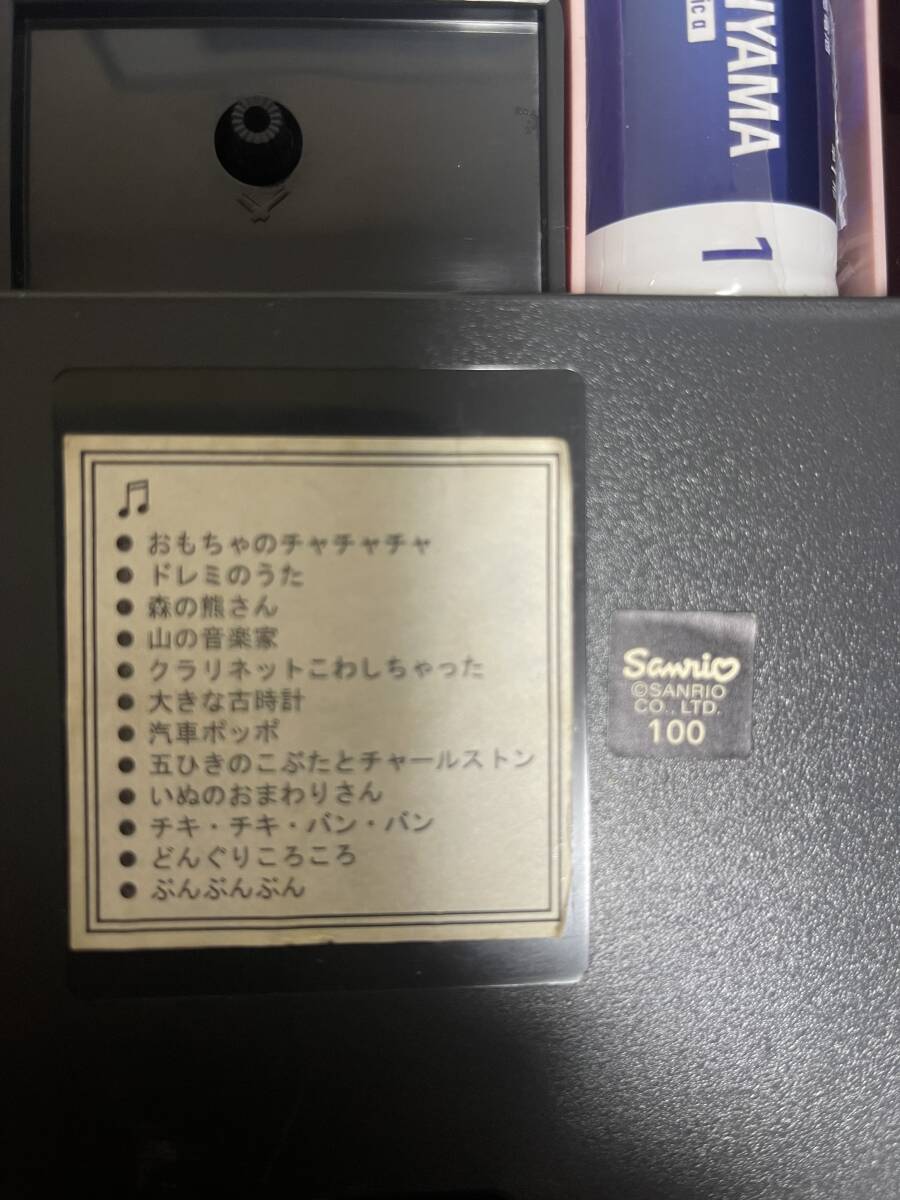 IYAMA
ic α
1
おもちゃのチャチャチャ
ドレミのうた
森の熊さん
山の音楽家
クラリネットこわしちゃった
大きな古時計
汽車ポッポ
五ひきのこぶたとチャールストン
いぬのおまわりさん
チキ・チキ・バン・バン
どんぐりころころ
ぶんぶんぶん
Sanrio
©SANRIO
CO.,LTD.
100